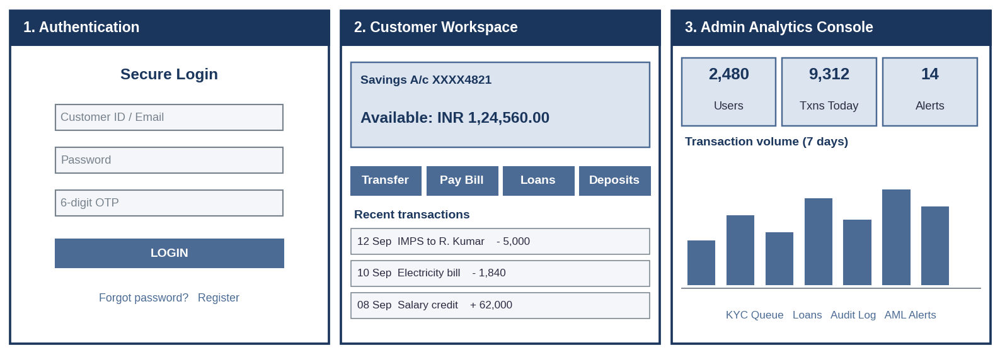 1. Authentication
Secure Login
Customer ID / Email
Password
6-digit OTP
LOGIN
Forgot password? Register
2. Customer Workspace
Savings A/c XXXX4821
Available: INR 1,24,560.00
Transfer Pay Bill Loans Deposits
Recent transactions
12 Sep IMPS to R. Kumar - 5,000
10 Sep Electricity bill - 1,840
08 Sep Salary credit + 62,000
3. Admin Analytics Console
2,480 9,312 14
Users Txns Today Alerts
Transaction volume (7 days)
KYC Queue Loans Audit Log AML Alerts